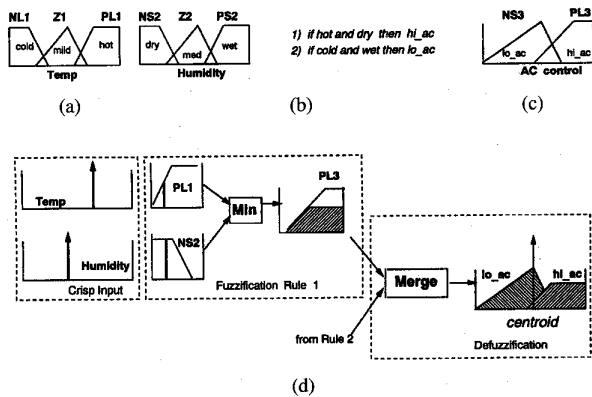 NL1 Z1 PL1
cold mild hot
Temp
(a)
NS2 Z2 PS2
dry med wet
Humidity
1) if hot and dry then hi_ac
2) if cold and wet then lo_ac
(b)
NS3 PL3
lo_ac hi_ac
AC control
(c)
Temp
Humidity
Crisp Input
PL1
NS2
Min
PL3
Fuzzification Rule 1
from Rule 2
Merge
lo_ac hi_ac
centroid
Defuzzification
(d)